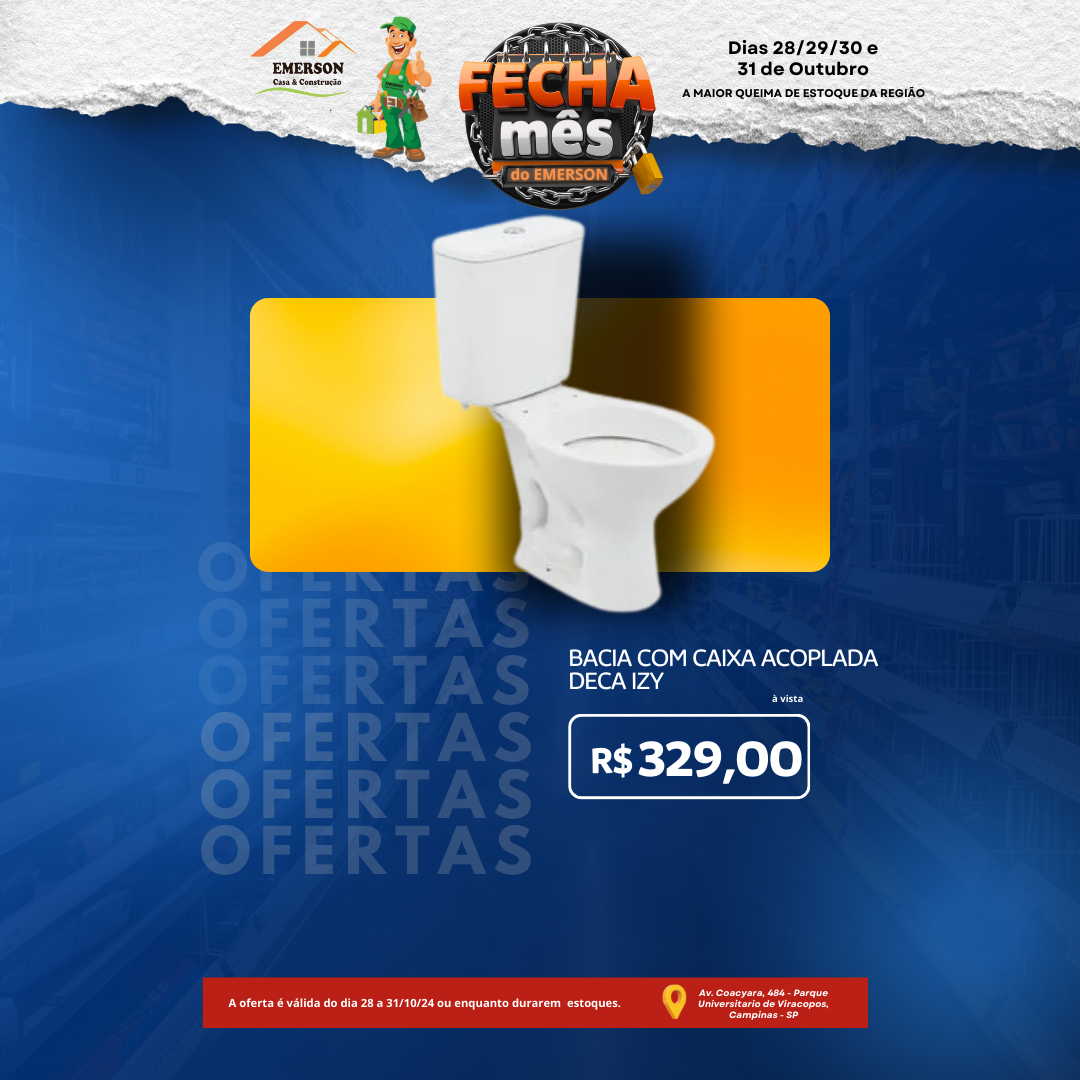 EMERSON
Casa & Construção
FECHA
mês
do EMERSON
Dias 28/29/30 e
31 de Outubro
A MAIOR QUEIMA DE ESTOQUE DA REGIÃO
OFERTAS
OFERTAS
OFERTAS
OFERTAS
OFERTAS
OFERTAS
BACIA COM CAIXA ACOPLADA
DECA IZY
à vista
R$ 329,00
A oferta é válida do dia 28 a 31/10/24 ou enquanto durarem estoques.
Av. Coacyara, 484 - Parque
Universitario de Viracopos,
Campinas - SP